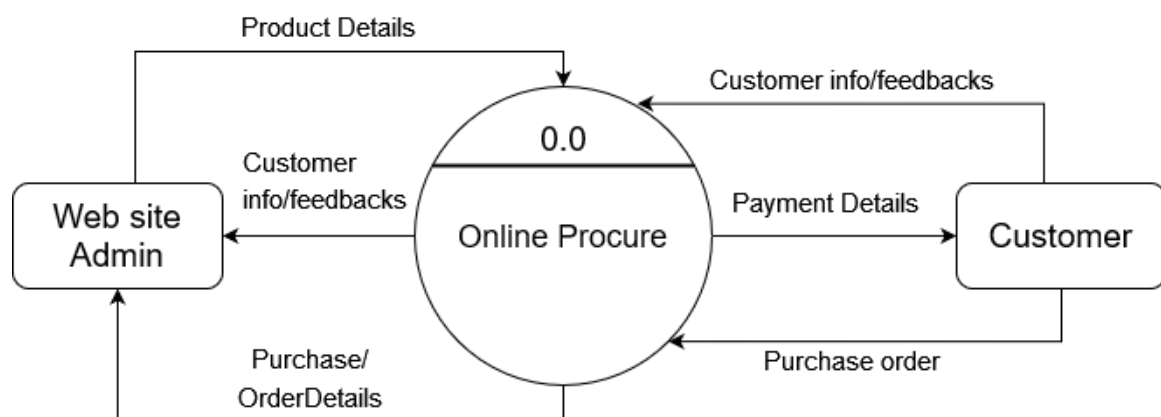 Product Details
Customer info/feedbacks
0.0
Customer
info/feedbacks
Payment Details
Web site
Admin
Online Procure
Customer
Purchase/
OrderDetails
Purchase order